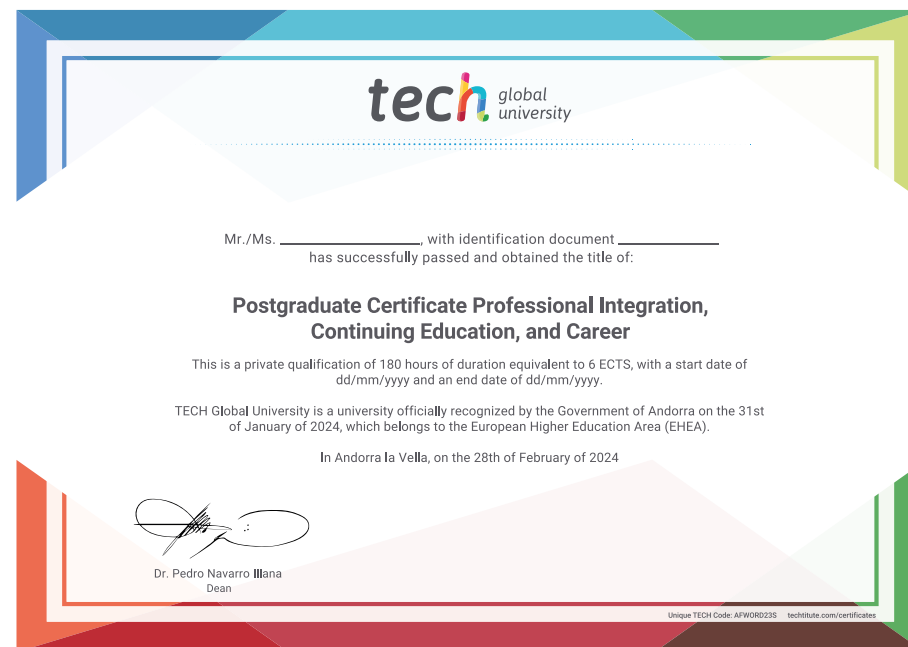 tech global university
Mr./Ms. ____________________, with identification document ______________
has successfully passed and obtained the title of:
Postgraduate Certificate Professional Integration,
Continuing Education, and Career
This is a private qualification of 180 hours of duration equivalent to 6 ECTS, with a start date of
dd/mm/yyyy and an end date of dd/mm/yyyy.
TECH Global University is a university officially recognized by the Government of Andorra on the 31st
of January of 2024, which belongs to the European Higher Education Area (EHEA).
In Andorra la Vella, on the 28th of February of 2024
Dr. Pedro Navarro Illana
Dean
Unique TECH Code: AFWORD23S techtitute.com/certificates